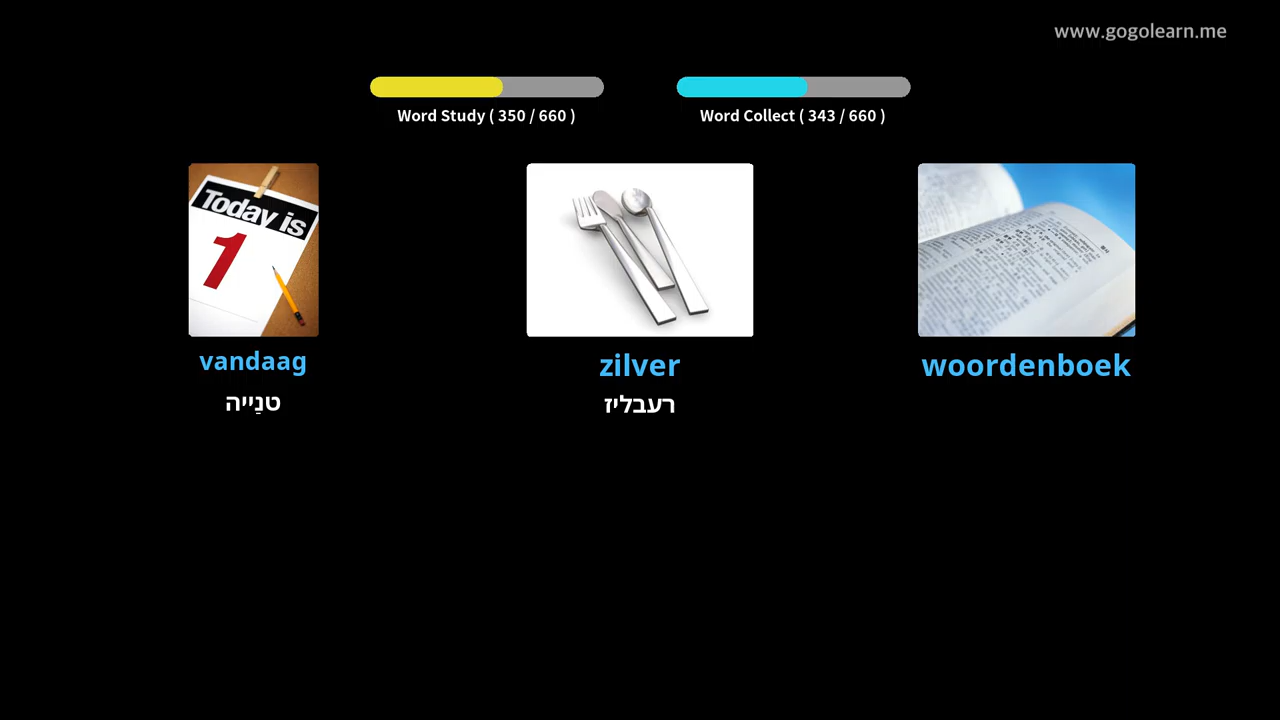 www.gogolearn.me
Word Study ( 350 / 660 )
Word Collect ( 343 / 660 )
Today is
1
vandaag
טנַייה
zilver
רעבליז
woordenboek